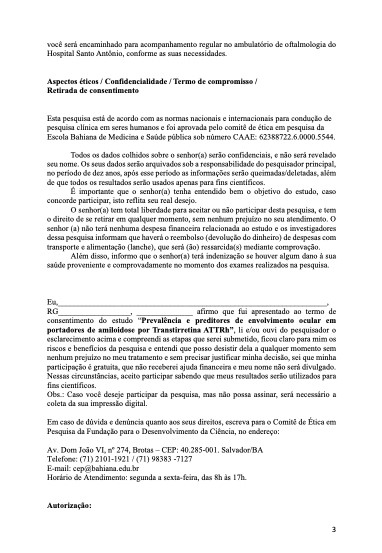 você será encaminhado para acompanhamento regular no ambulatório de oftalmologia do
Hospital Santo Antônio, conforme as suas necessidades.
Aspectos éticos / Confidencialidade / Termo de compromisso /
Retirada de consentimento
Esta pesquisa está de acordo com as normas nacionais e internacionais para condução de
pesquisa clínica em seres humanos e foi aprovada pelo comitê de ética em pesquisa da
Escola Bahiana de Medicina e Saúde pública sob número CAAE: 62388722.6.0000.5544.
Todos os dados colhidos sobre o senhor(a) serão confidenciais, e não será revelado
seu nome. Os seus dados serão arquivados sob a responsabilidade do pesquisador principal,
no período de dez anos, após esse período as informações serão queimadas/deletadas, além
de que todos os resultados serão usados apenas para fins científicos.
É importante que o senhor(a) tenha entendido bem o objetivo do estudo, caso
concorde participar, isto reflita seu real desejo.
O senhor(a) tem total liberdade para aceitar ou não participar desta pesquisa, e tem
o direito de se retirar em qualquer momento, sem nenhum prejuízo no seu atendimento. O
senhor (a) não terá nenhuma despesa financeira relacionada ao estudo e os investigadores
dessa pesquisa informam que haverá o reembolso (devolução do dinheiro) de despesas com
transporte e alimentação (lanche), que será (ão) ressarcida(s) mediante comprovação.
Além disso, informo que o senhor(a) terá indenização se houver algum dano à sua
saúde proveniente e comprovadamente no momento dos exames realizados na pesquisa.
Eu,__________________________________________________,
RG____________, __________ afirmo que fui apresentado ao termo de
consentimento do estudo "Prevalência e preditores de envolvimento ocular em
portadores de amiloidose por Transtirretina ATTRh", li e/ou ouvi do pesquisador o
esclarecimento acima e compreendi as etapas que serei submetido, ficou claro para mim os
riscos e benefícios da pesquisa e entendi que posso desistir dela a qualquer momento sem
nenhum prejuízo no meu tratamento e sem precisar justificar minha decisão, sei que minha
participação é gratuita, que não receberei ajuda financeira e meu nome não será divulgado.
Nessas circunstâncias, aceito participar sabendo que meus resultados serão utilizados para
fins científicos.
Obs.: Caso você deseje participar da pesquisa, mas não possa assinar, será necessário a
coleta da sua impressão digital.
Em caso de dúvida e denúncia quanto aos seus direitos, escreva para o Comitê de Ética em
Pesquisa da Fundação para o Desenvolvimento da Ciência, no endereço:
Av. Dom João VI, nº 274, Brotas – CEP: 40.285-001. Salvador/BA
Telefone: (71) 2101-1921 / (71) 98383 -7127
E-mail: cep@bahiana.edu.br
Horário de Atendimento: segunda a sexta-feira, das 8h às 17h.
Autorização:
3